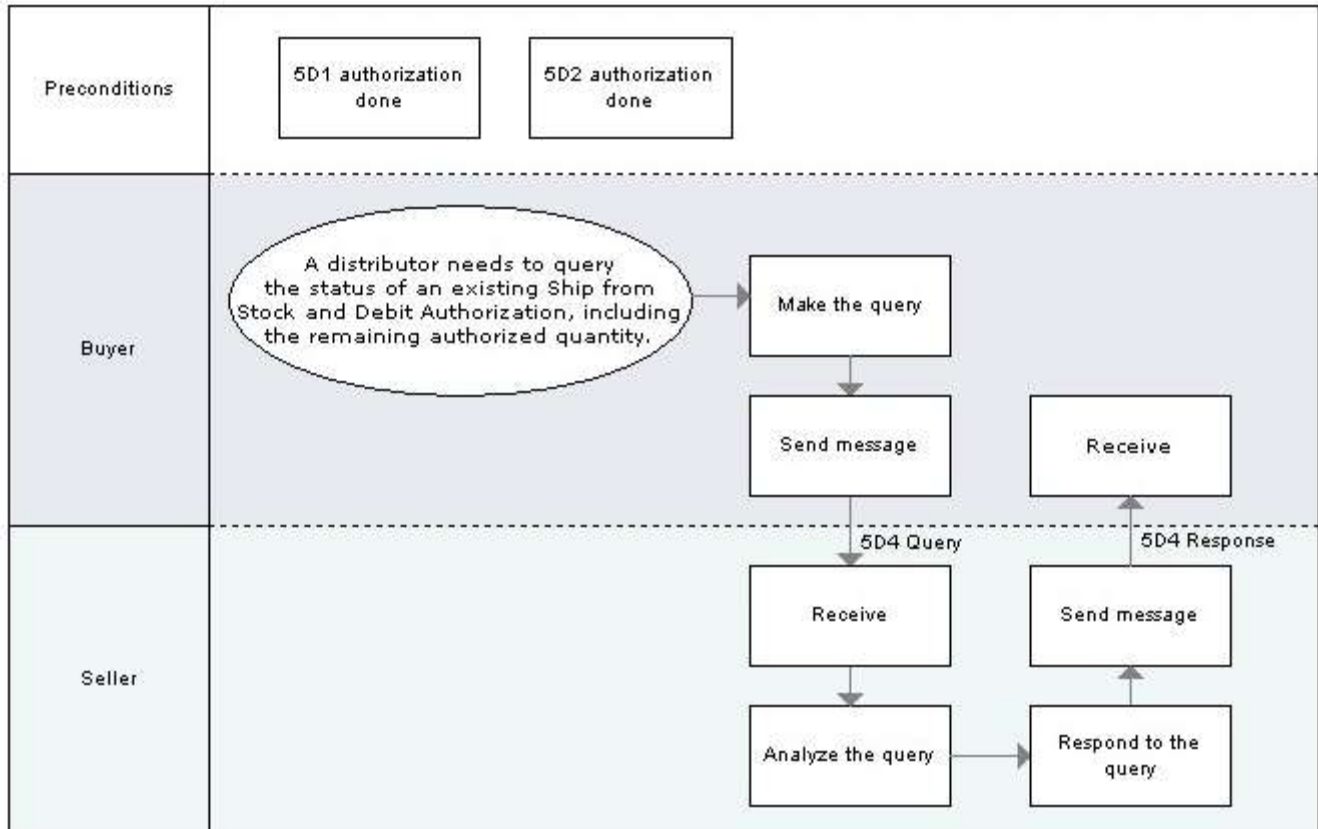 Preconditions
5D1 authorization
done
5D2 authorization
done
Buyer
A distributor needs to query
the status of an existing Ship from
Stock and Debit Authorization, including
the remaining authorized quantity.
Make the query
Send message
Receive
5D4 Query
5D4 Response
Seller
Receive
Send message
Analyze the query
Respond to the
query